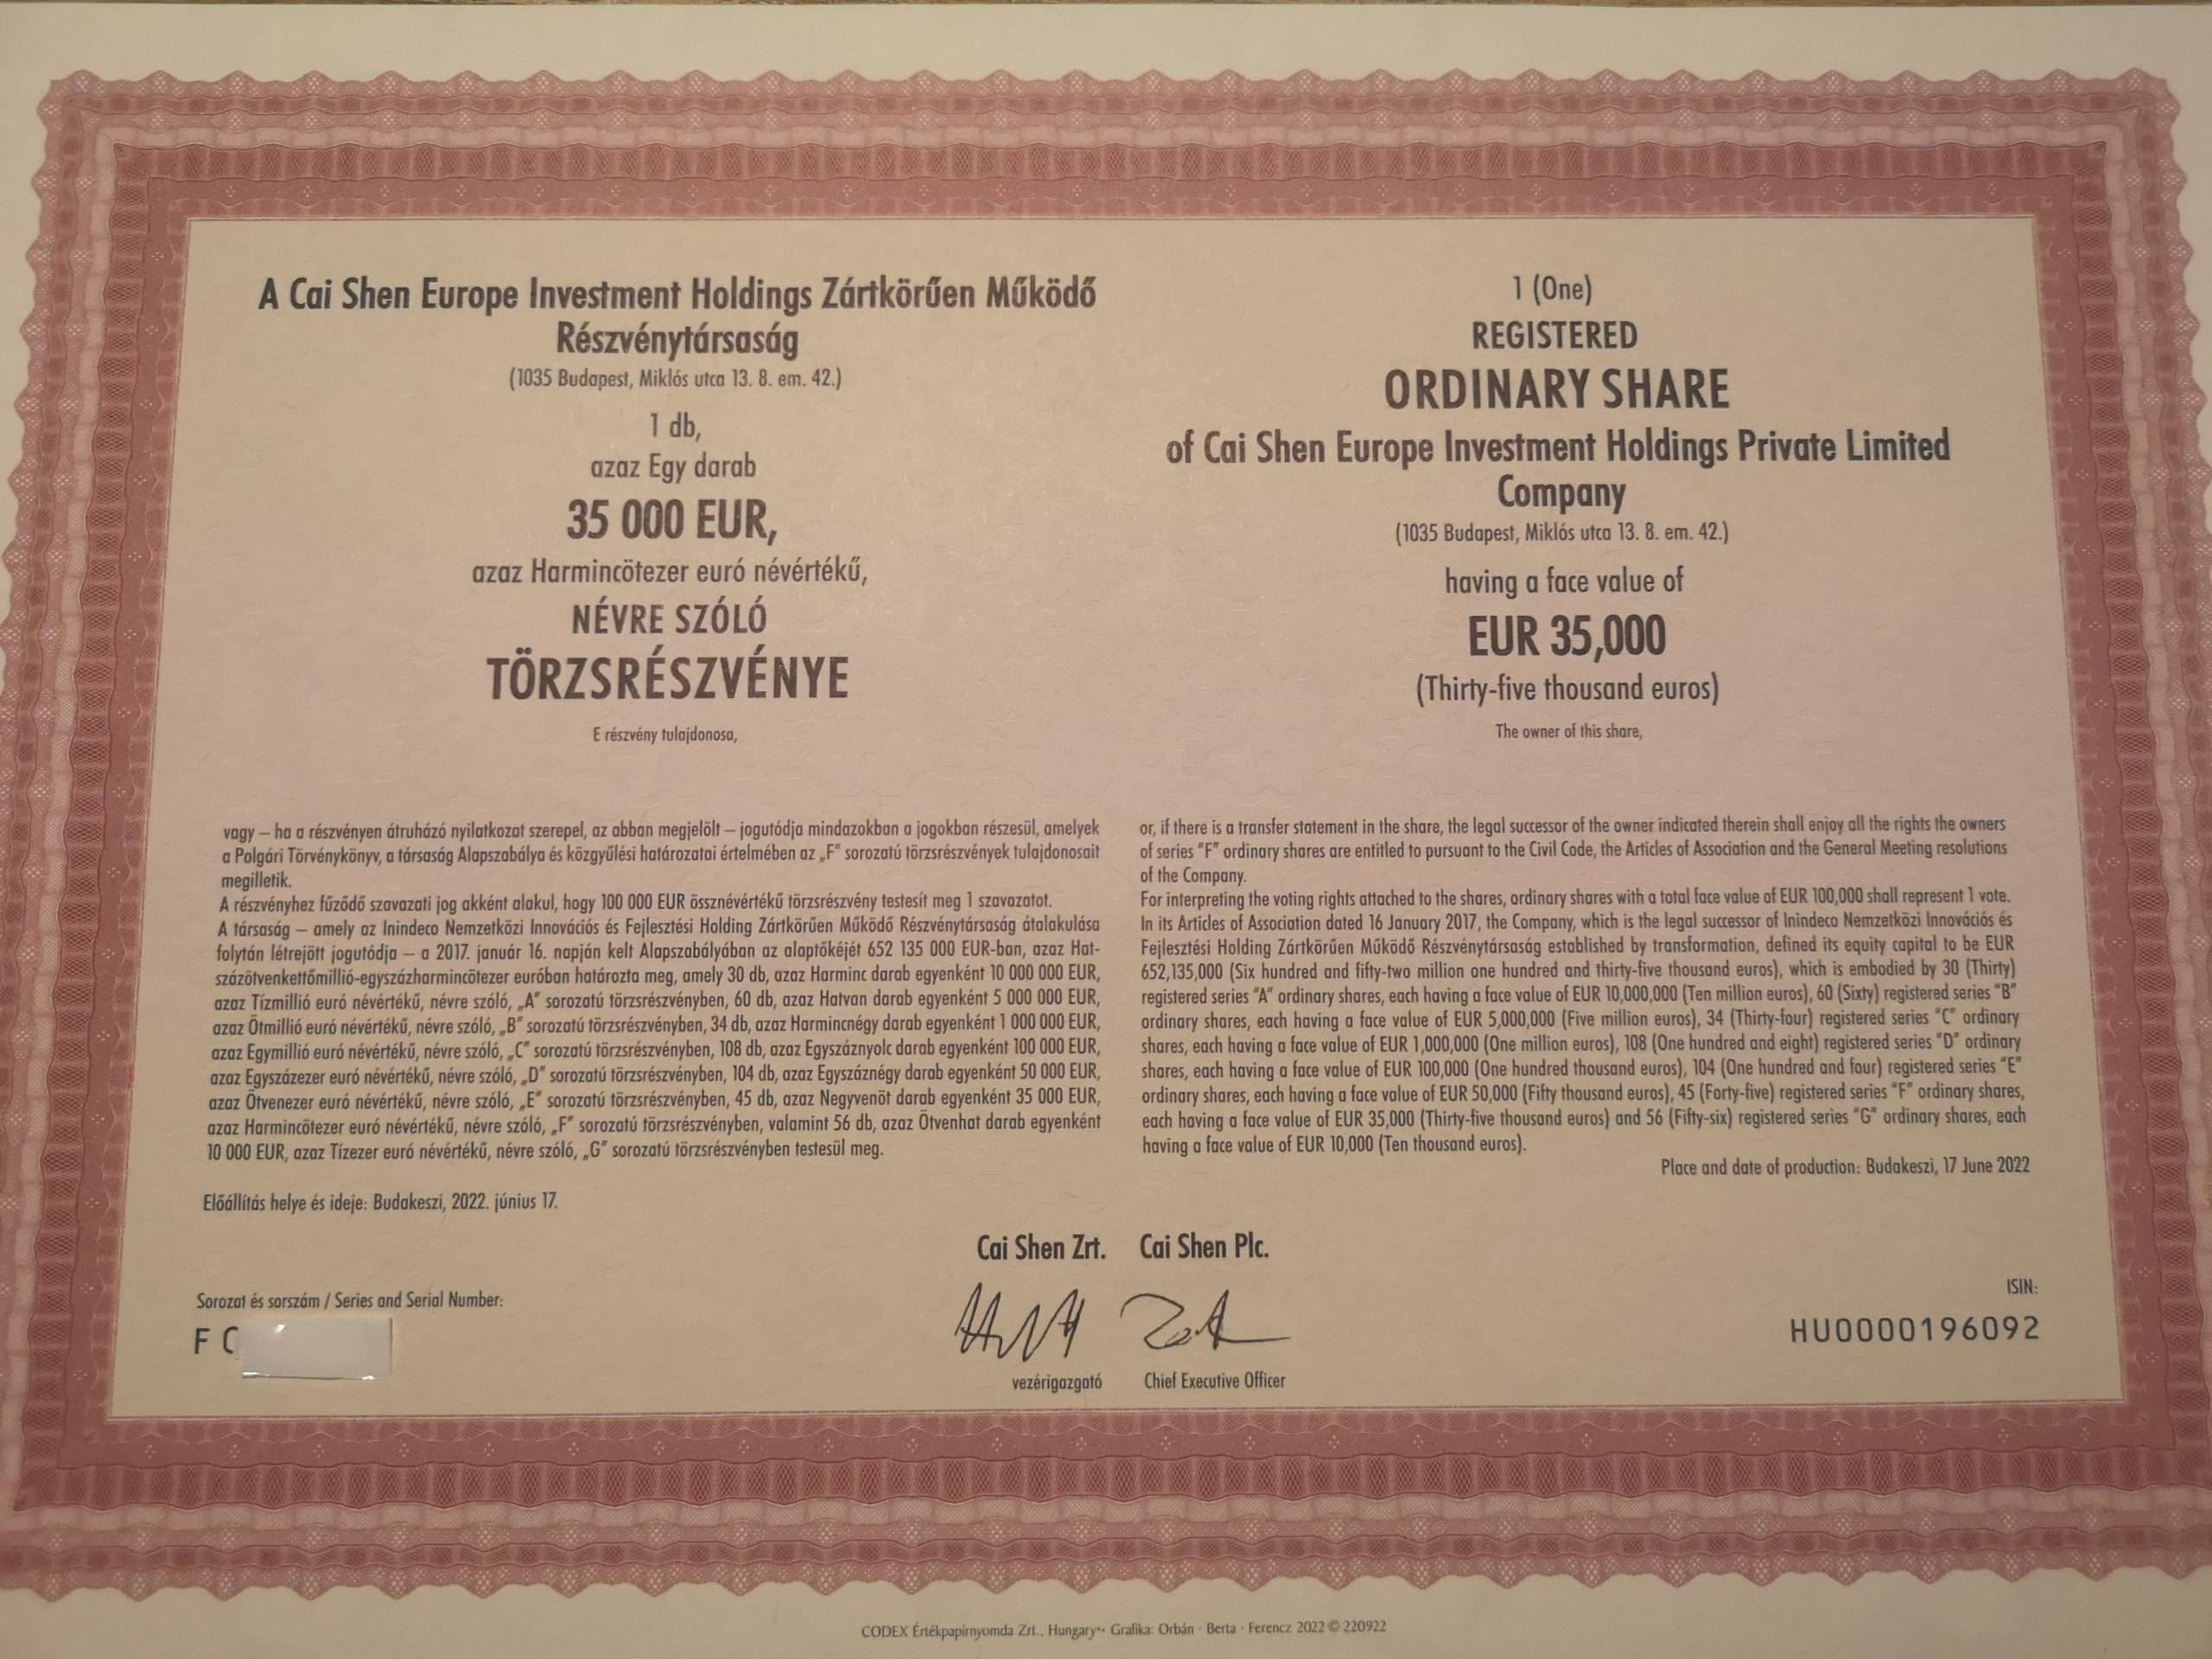 A Cai Shen Europe Investment Holdings Zártkörűen Működő
Részvénytársaság
(1035 Budapest, Miklós utca 13. 8. em. 42.)
1 db,
azaz Egy darab
35 000 EUR,
azaz Harmincötezer euró névértékű,
NÉVRE SZÓLÓ
TÖRZSRÉSZVÉNYE
E részvény tulajdonosa,
vagy – ha a részvényen átruházó nyilatkozat szerepel, az abban megjelölt – jogutódja mindazokban a jogokban részesül, amelyek
a Polgári Törvénykönyv, a társaság Alapszabálya és közgyűlési határozatai értelmében az „F" sorozatú törzsrészvények tulajdonosait
megilletik.
A részvényhez fűződő szavazati jog akként alakul, hogy 100 000 EUR össznévértékű törzsrészvény testesít meg 1 szavazatot.
A társaság – amely az Inindeco Nemzetközi Innovációs és Fejlesztési Holding Zártkörűen Működő Részvénytársaság átalakulása
folytán létrejött jogutódja – a 2017. január 16. napján kelt Alapszabályában az alaptőkéjét 652 135 000 EUR-ban, azaz Hat-
százötvenkettőmillió-egyszázharmincötezer euróban határozta meg, amely 30 db, azaz Harminc darab egyenként 10 000 000 EUR,
azaz Tízmillió euró névértékű, névre szóló, „A" sorozatú törzsrészvényben, 60 db, azaz Hatvan darab egyenként 5 000 000 EUR,
azaz Ötmillió euró névértékű, névre szóló, „B" sorozatú törzsrészvényben, 34 db, azaz Harmincnégy darab egyenként 1 000 000 EUR,
azaz Egymillió euró névértékű, névre szóló, „C" sorozatú törzsrészvényben, 108 db, azaz Egyszáznyolc darab egyenként 100 000 EUR,
azaz Egyszázezer euró névértékű, névre szóló, „D" sorozatú törzsrészvényben, 104 db, azaz Egyszáznégy darab egyenként 50 000 EUR,
azaz Ötvenezer euró névértékű, névre szóló, „E" sorozatú törzsrészvényben, 45 db, azaz Negyvenöt darab egyenként 35 000 EUR,
azaz Harmincötezer euró névértékű, névre szóló, „F" sorozatú törzsrészvényben, valamint 56 db, azaz Ötvenhat darab egyenként
10 000 EUR, azaz Tízezer euró névértékű, névre szóló, „G" sorozatú törzsrészvényben testesül meg.
Előállítás helye és ideje: Budakeszi, 2022. június 17.
1 (One)
REGISTERED
ORDINARY SHARE
of Cai Shen Europe Investment Holdings Private Limited
Company
(1035 Budapest, Miklós utca 13. 8. em. 42.)
having a face value of
EUR 35,000
(Thirty-five thousand euros)
The owner of this share,
or, if there is a transfer statement in the share, the legal successor of the owner indicated therein shall enjoy all the rights the owners
of series "F" ordinary shares are entitled to pursuant to the Civil Code, the Articles of Association and the General Meeting resolutions
of the Company.
For interpreting the voting rights attached to the shares, ordinary shares with a total face value of EUR 100,000 shall represent 1 vote.
In its Articles of Association dated 16 January 2017, the Company, which is the legal successor of Inindeco Nemzetközi Innovációs és
Fejlesztési Holding Zártkörűen Működő Részvénytársaság established by transformation, defined its equity capital to be EUR
652,135,000 (Six hundred and fifty-two million one hundred and thirty-five thousand euros), which is embodied by 30 (Thirty)
registered series "A" ordinary shares, each having a face value of EUR 10,000,000 (Ten million euros), 60 (Sixty) registered series "B"
ordinary shares, each having a face value of EUR 5,000,000 (Five million euros), 34 (Thirty-four) registered series "C" ordinary
shares, each having a face value of EUR 1,000,000 (One million euros), 108 (One hundred and eight) registered series "D" ordinary
shares, each having a face value of EUR 100,000 (One hundred thousand euros), 104 (One hundred and four) registered series "E"
ordinary shares, each having a face value of EUR 50,000 (Fifty thousand euros), 45 (Forty-five) registered series "F" ordinary shares,
each having a face value of EUR 35,000 (Thirty-five thousand euros) and 56 (Fifty-six) registered series "G" ordinary shares, each
having a face value of EUR 10,000 (Ten thousand euros).
Place and date of production: Budakeszi, 17 June 2022
Cai Shen Zrt. Cai Shen Plc.
vezérigazgató Chief Executive Officer
Sorozat és sorszám / Series and Serial Number:
F
ISIN:
HU0000196092
CODEX Értékpapírnyomda Zrt., Hungary · Grafika: Orbán · Berta · Ferencz 2022 © 220922